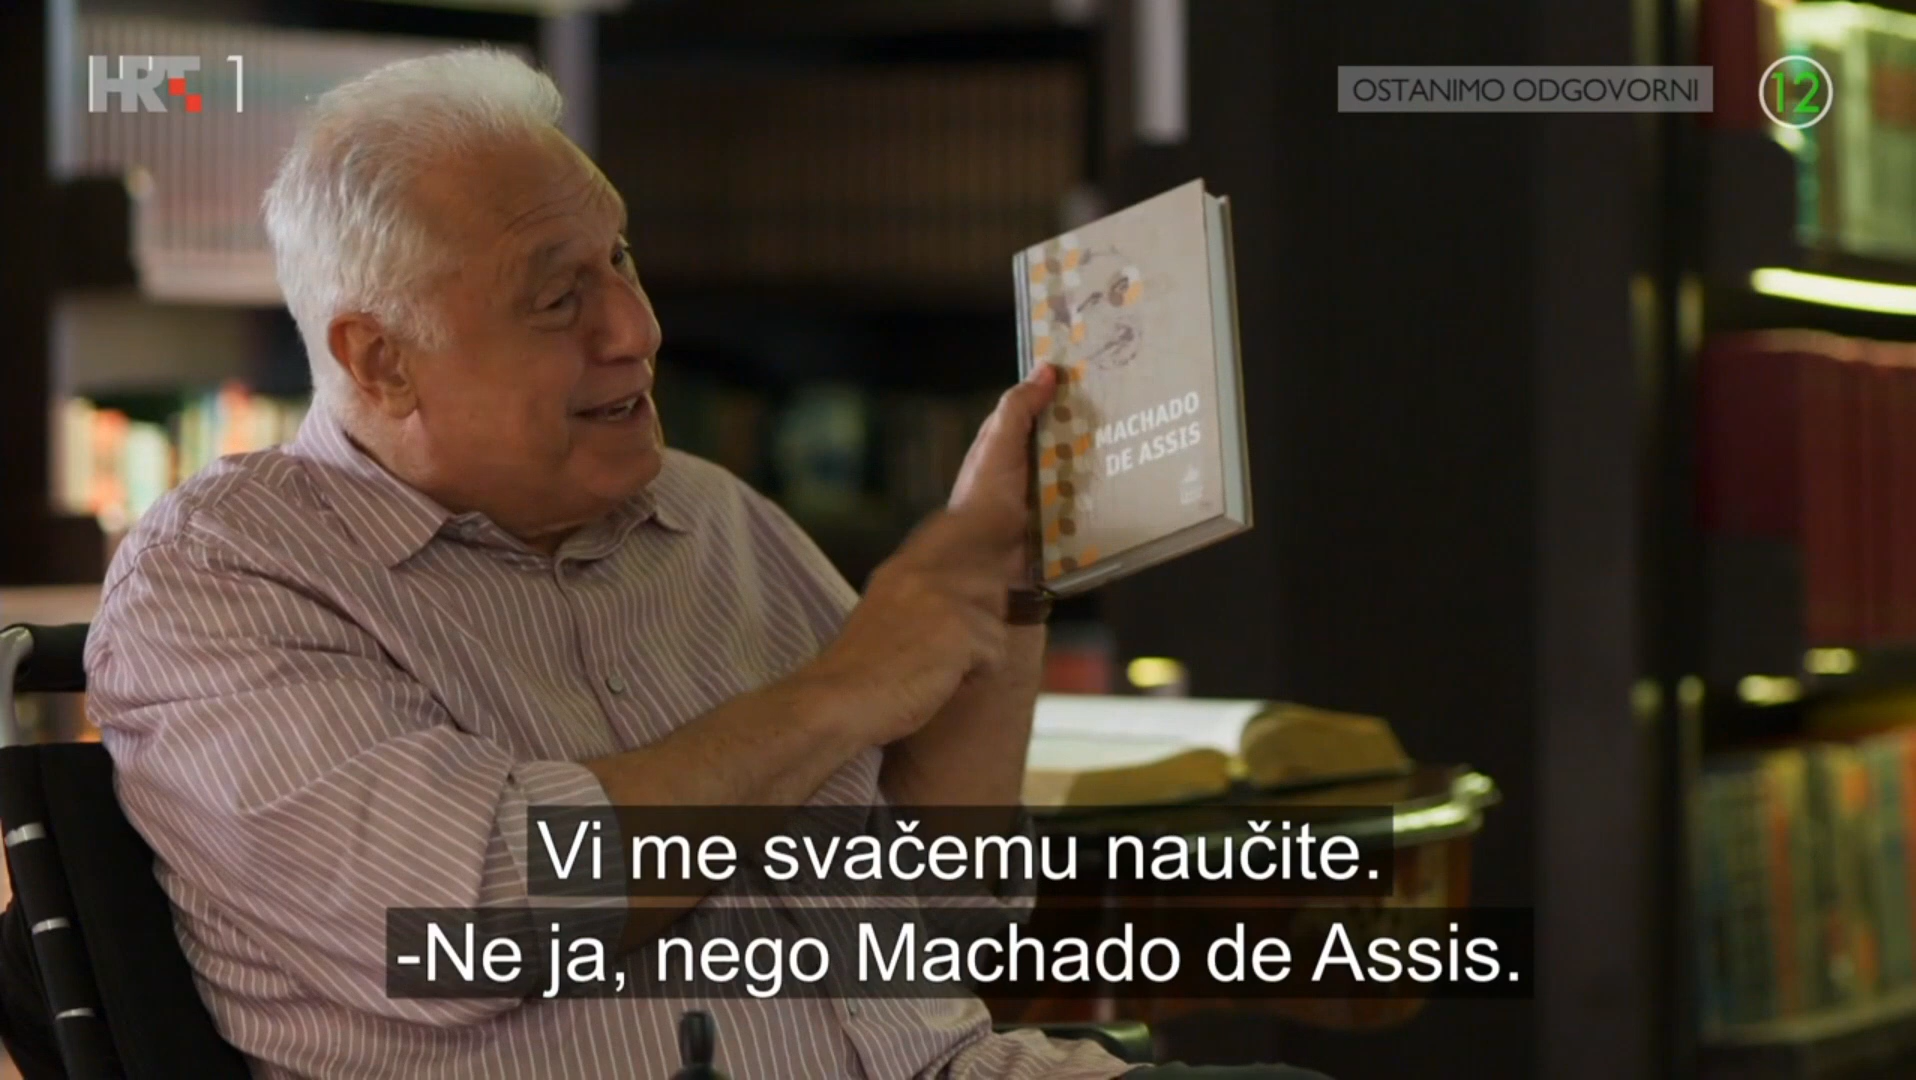 HRT 1
OSTANIMO ODGOVORNI
12
MACHADO
DE ASSIS
Vi me svačemu naučite.
-Ne ja, nego Machado de Assis.